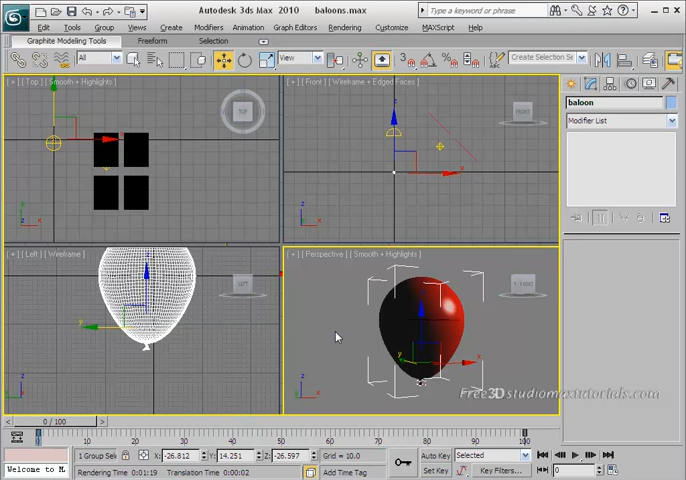 Autodesk 3ds Max 2010 baloons.max
Type a keyword or phrase
Edit Tools Group Views Create Modifiers Animation Graph Editors Rendering Customize MAXScript Help
Graphite Modeling Tools Freeform Selection
All View 3 Create Selection Se
[ + ] [ Top ] [ Smooth + Highlights ]
TOP
[ + ] [ Front ] [ Wireframe + Edged Faces ]
FRONT
baloon
Modifier List
z x
x
y
z x
z x
[ + ] [ Left ] [ Wireframe ]
LEFT
[ + ] [ Perspective ] [ Smooth + Highlights ]
FRONT
z
y
z
y x
Free3Dstudiomaxtutorials.com
0 / 100
0 10 20 30 40 50 60 70 80 90 100
1 Group Sele X: -26.812 Y: 14.251 Z: -26.597 Grid = 10.0 Auto Key Selected
Welcome to M Rendering Time 0:01:19 Translation Time 0:00:02 Add Time Tag Set Key Key Filters... 0